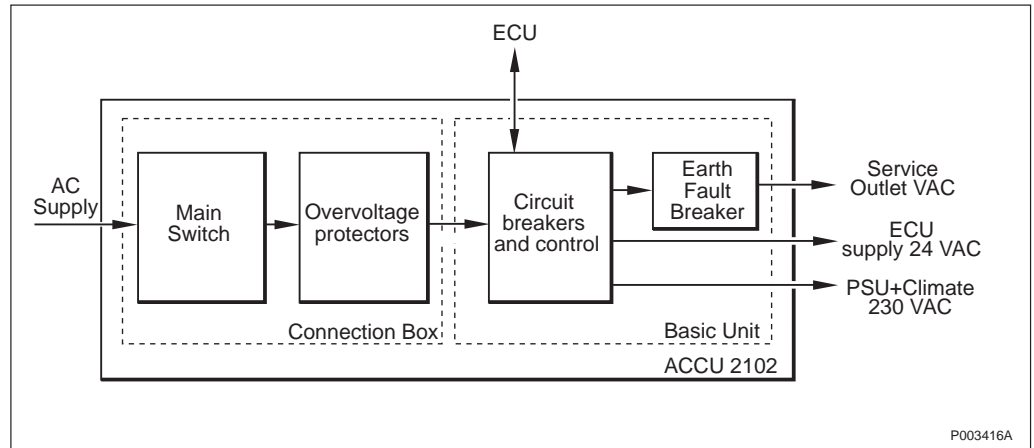 ECU
AC
Supply
Main
Switch
Overvoltage
protectors
Circuit
breakers
and control
Earth
Fault
Breaker
Service
Outlet VAC
ECU
supply 24 VAC
PSU+Climate
230 VAC
Connection Box
Basic Unit
ACCU 2102
P003416A